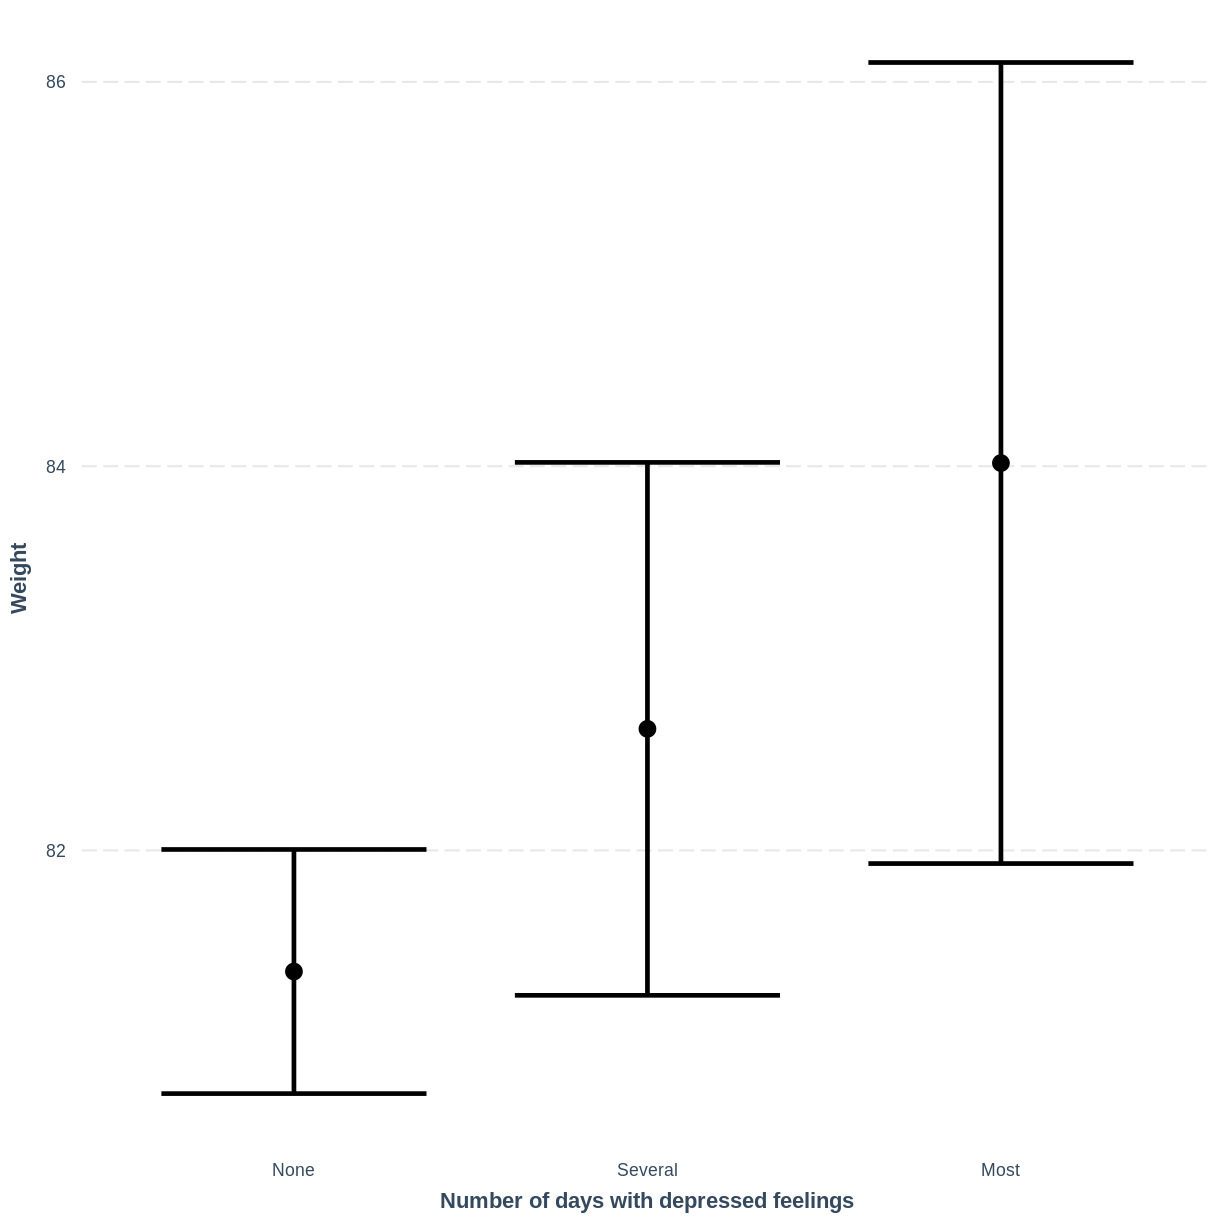 86
84
82
Weight
None
Several
Most
Number of days with depressed feelings